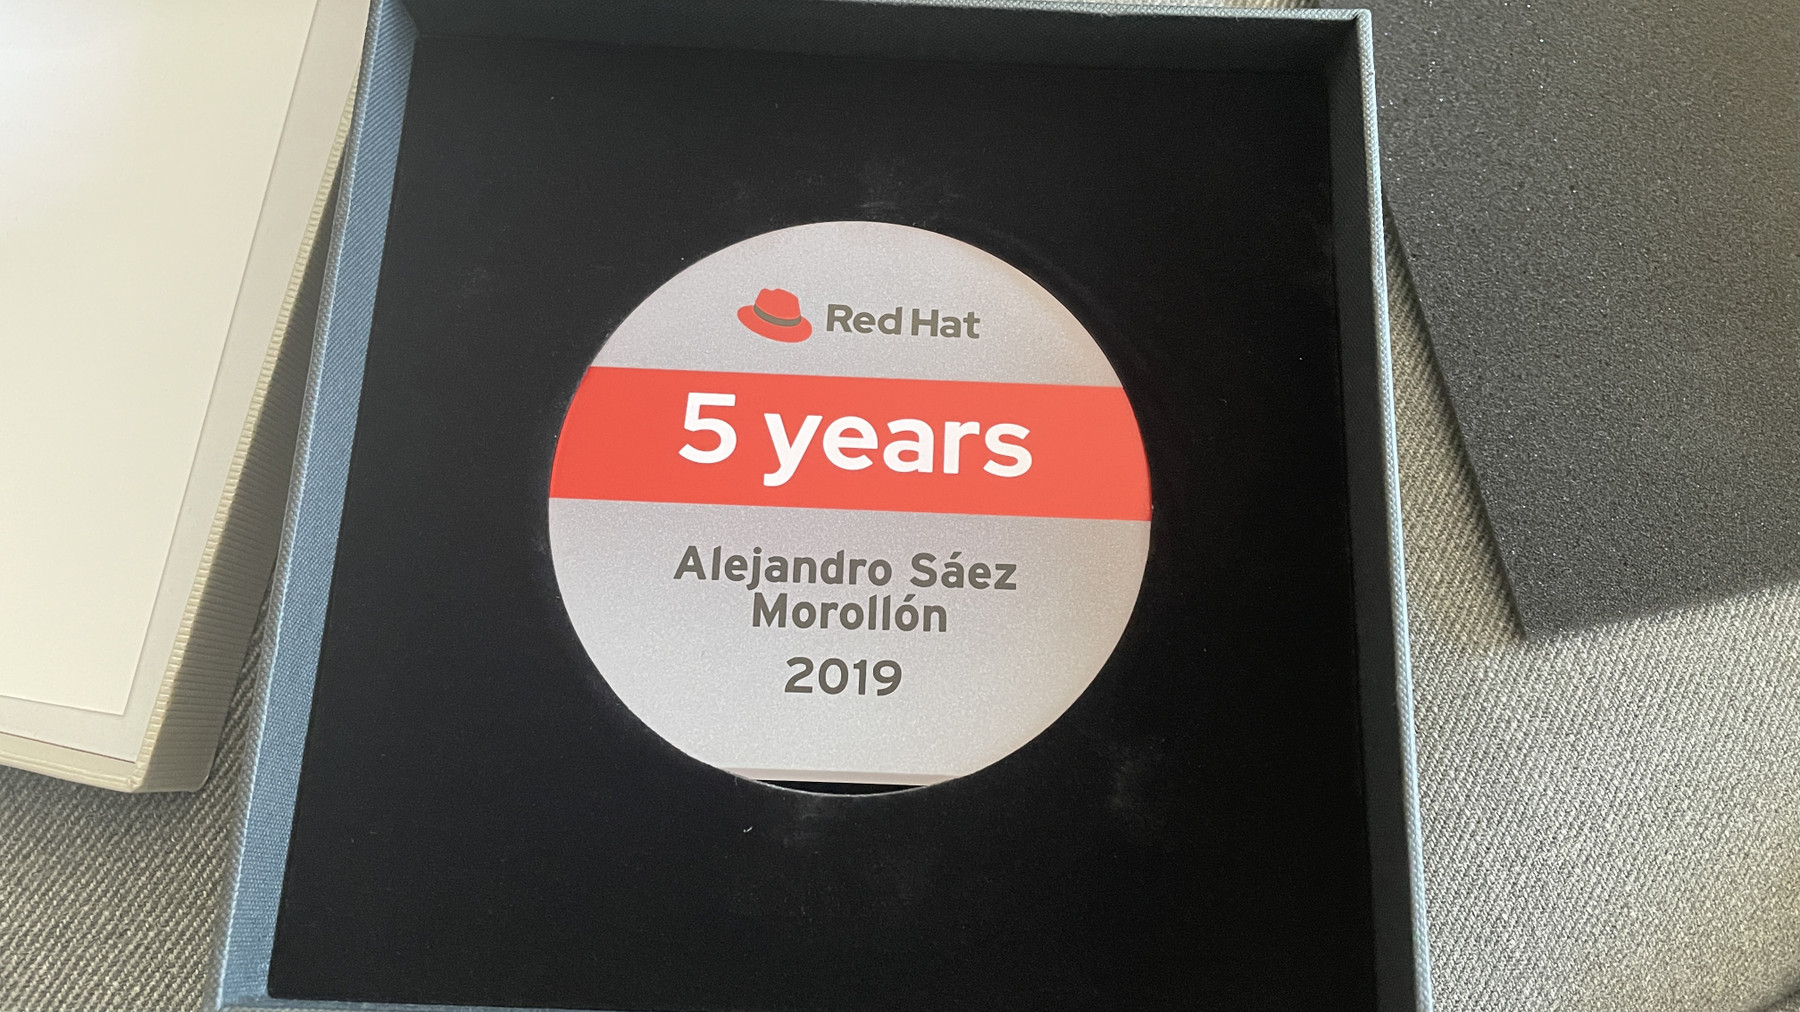 Red Hat
5 years
Alejandro Sáez
Morollón
2019